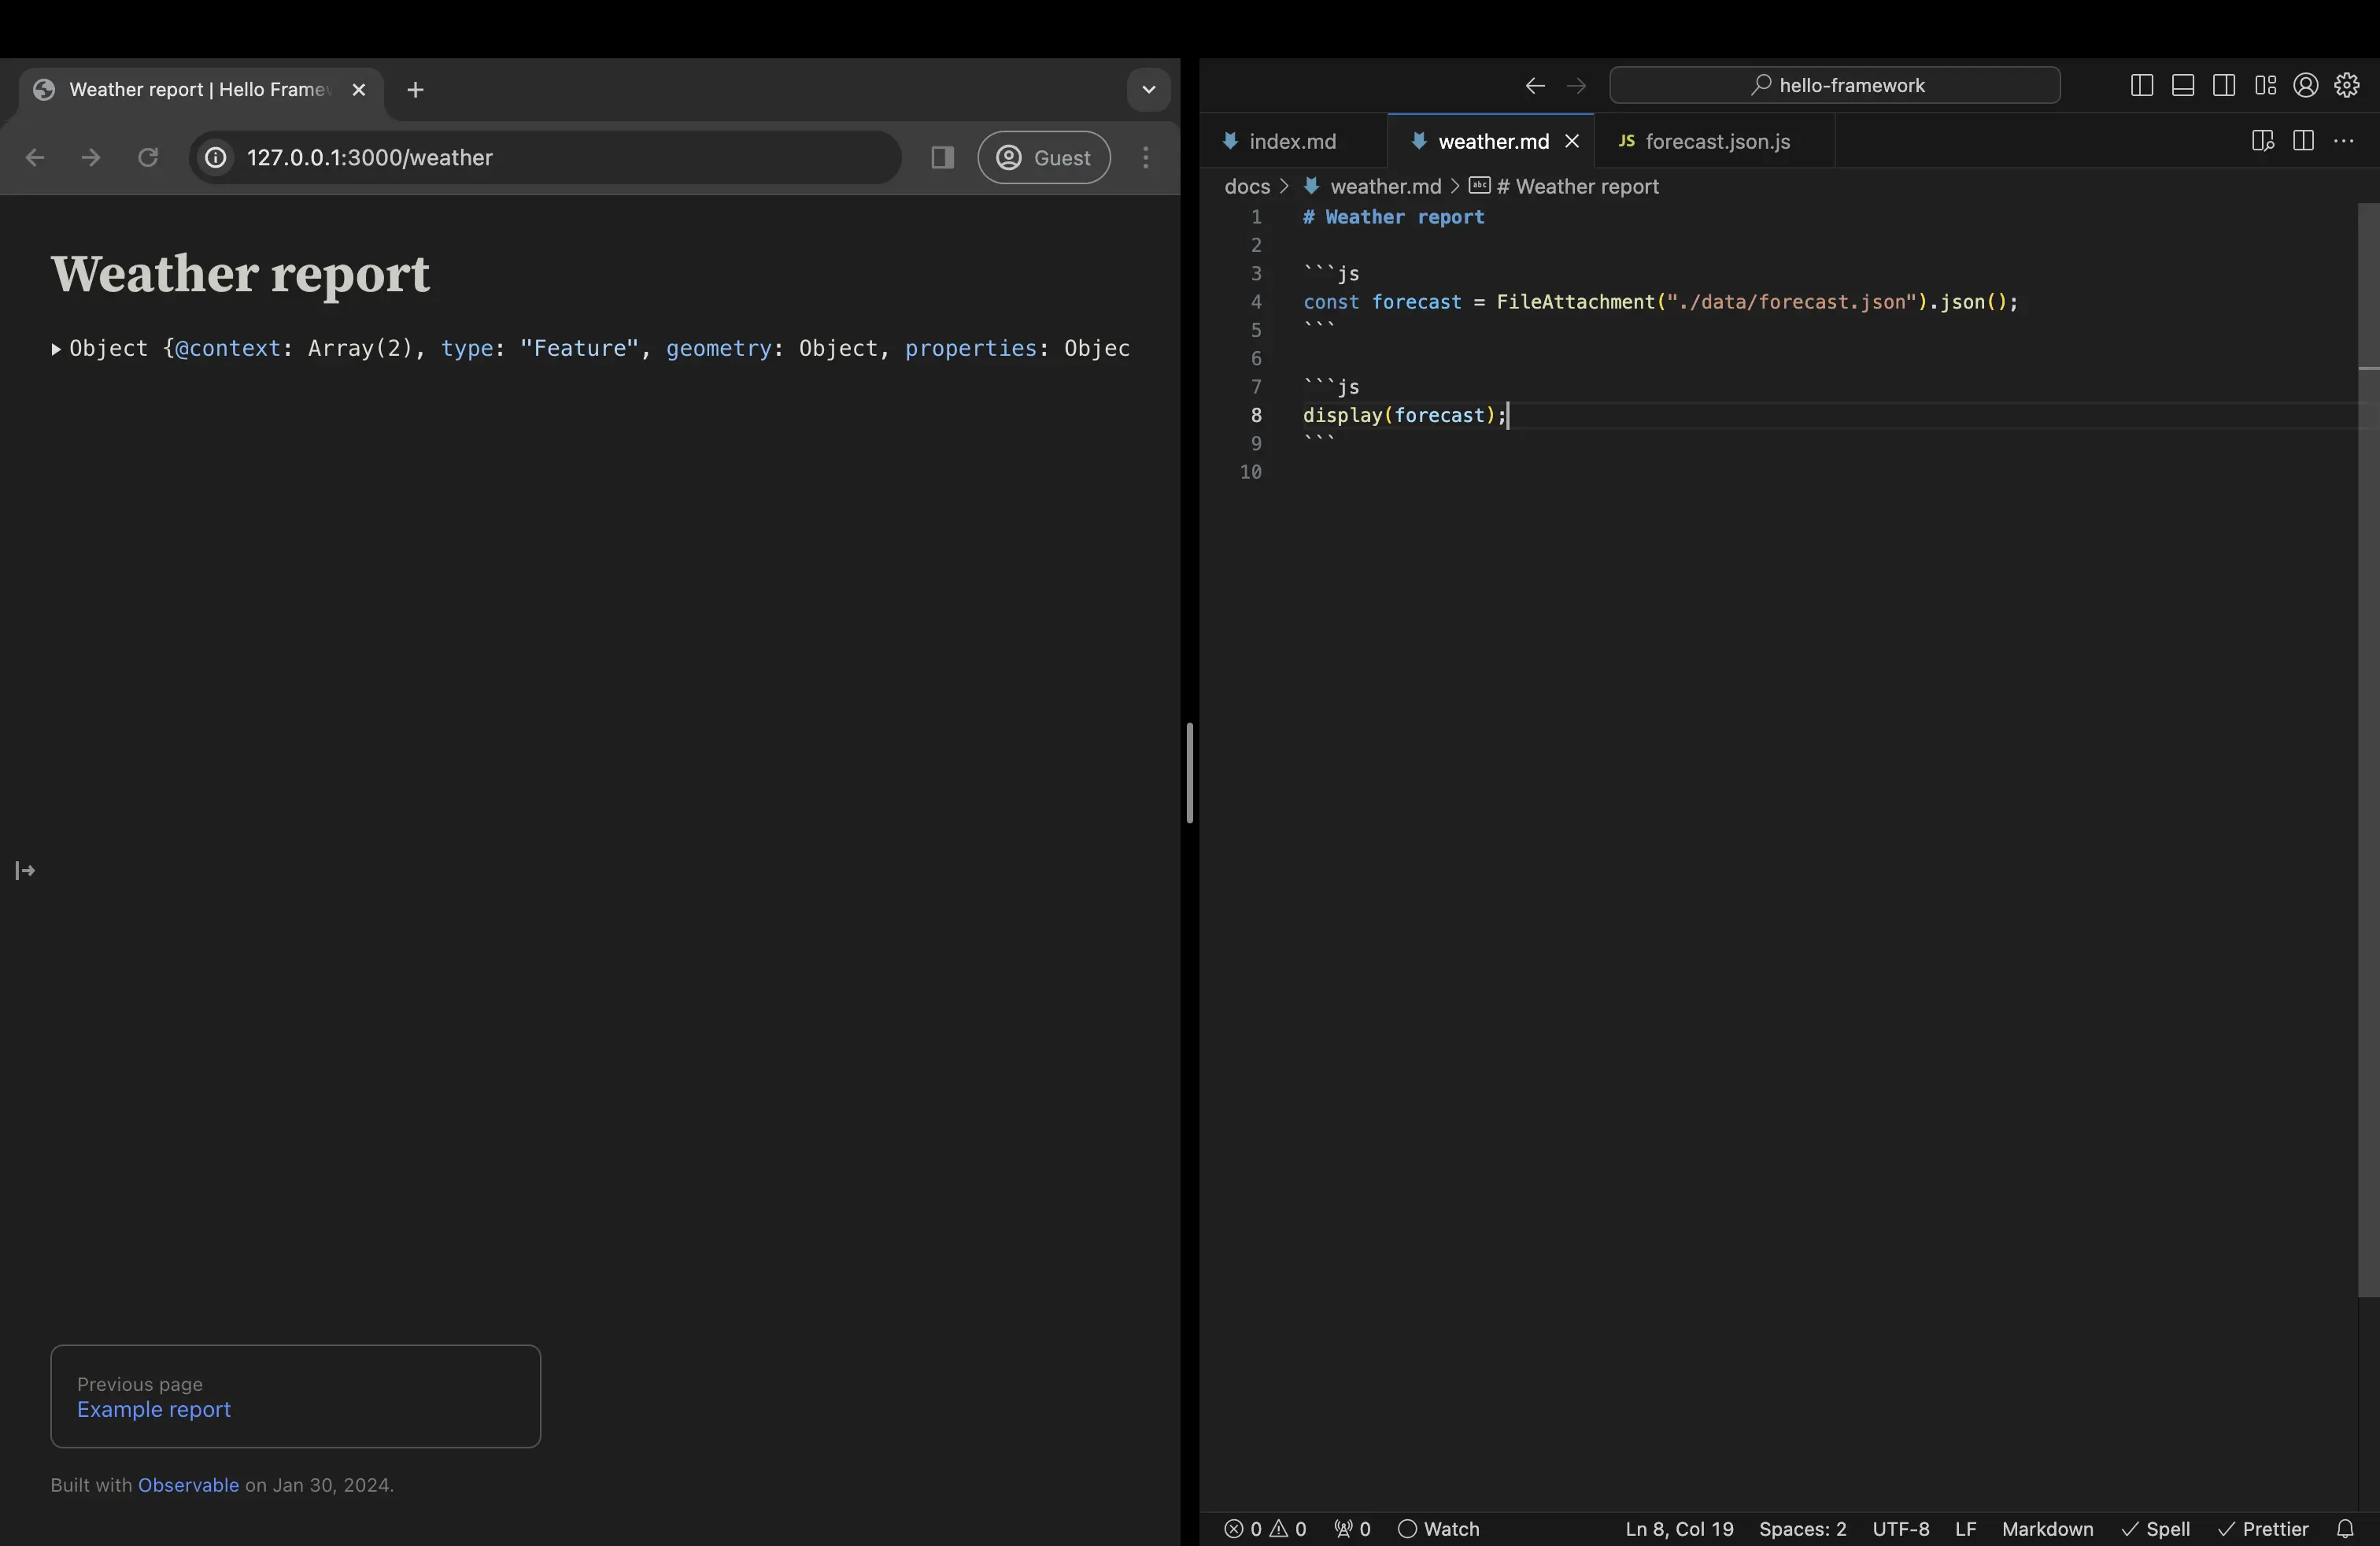 Weather report | Hello Framew
127.0.0.1:3000/weather
Guest
Weather report
Object {@context: Array(2), type: "Feature", geometry: Object, properties: Objec
Previous page
Example report
Built with Observable on Jan 30, 2024.
hello-framework
index.md
weather.md
JS forecast.json.js
docs > weather.md > abc # Weather report
1 # Weather report
2
3 ```js
4 const forecast = FileAttachment("./data/forecast.json").json();
5 ```
6
7 ```js
8 display(forecast);
9 ```
10
0 0 0 Watch Ln 8, Col 19 Spaces: 2 UTF-8 LF Markdown Spell Prettier